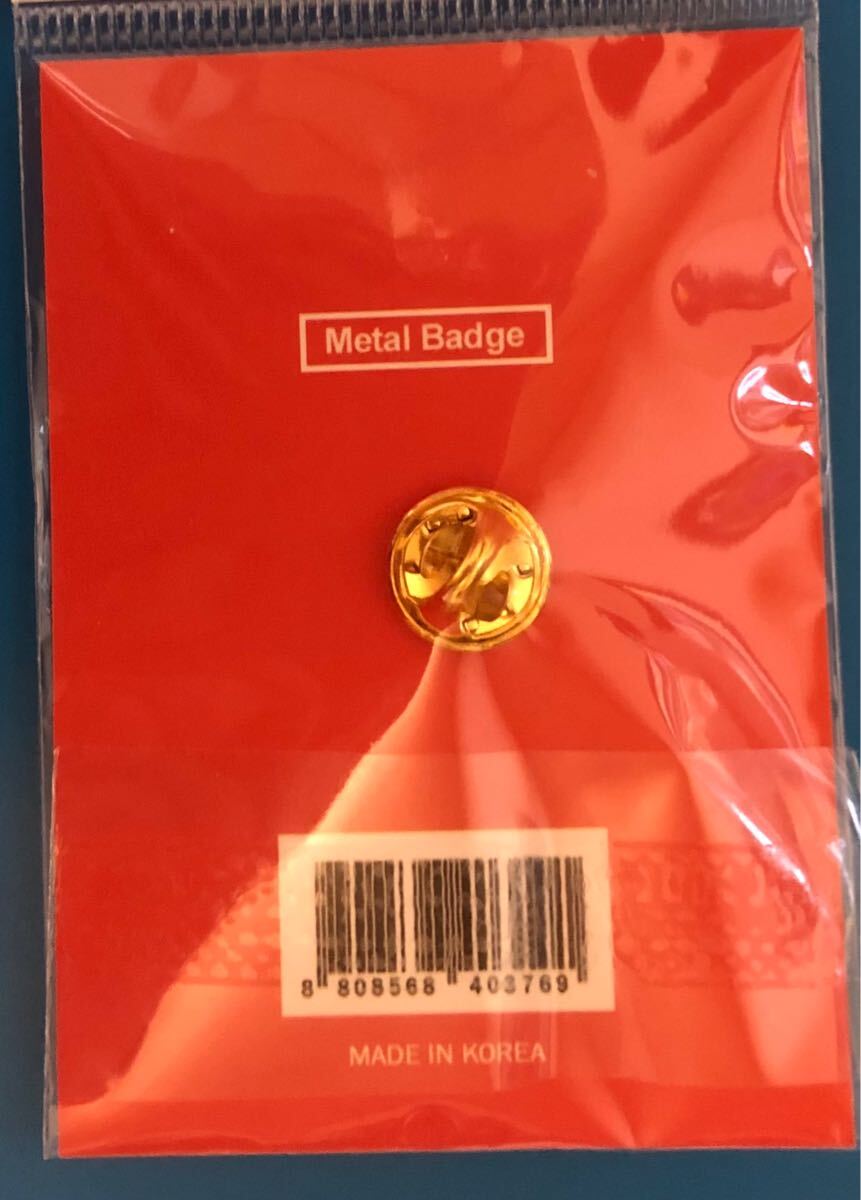 Metal Badge
8 808568 403769
MADE IN KOREA